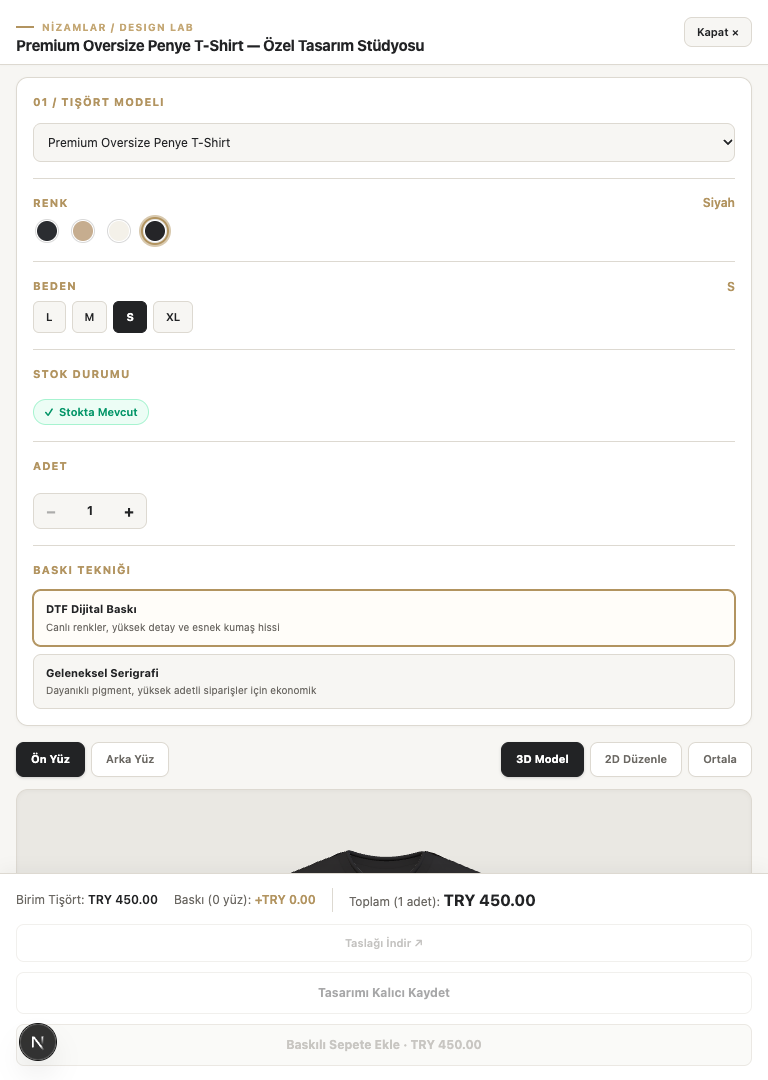 NİZAMLAR / DESIGN LAB
Premium Oversize Penye T-Shirt — Özel Tasarım Stüdyosu
Kapat ×
01 / TIŞÖRT MODELI
Premium Oversize Penye T-Shirt
RENK
Siyah
BEDEN
S
L M S XL
STOK DURUMU
✓ Stokta Mevcut
ADET
− 1 +
BASKI TEKNIĞI
DTF Dijital Baskı
Canlı renkler, yüksek detay ve esnek kumaş hissi
Geleneksel Serigrafi
Dayanıklı pigment, yüksek adetli siparişler için ekonomik
Ön Yüz Arka Yüz 3D Model 2D Düzenle Ortala
Birim Tişört: TRY 450.00 Baskı (0 yüz): +TRY 0.00 Toplam (1 adet): TRY 450.00
Taslağı İndir ↗
Tasarımı Kalıcı Kaydet
Baskılı Sepete Ekle · TRY 450.00
N